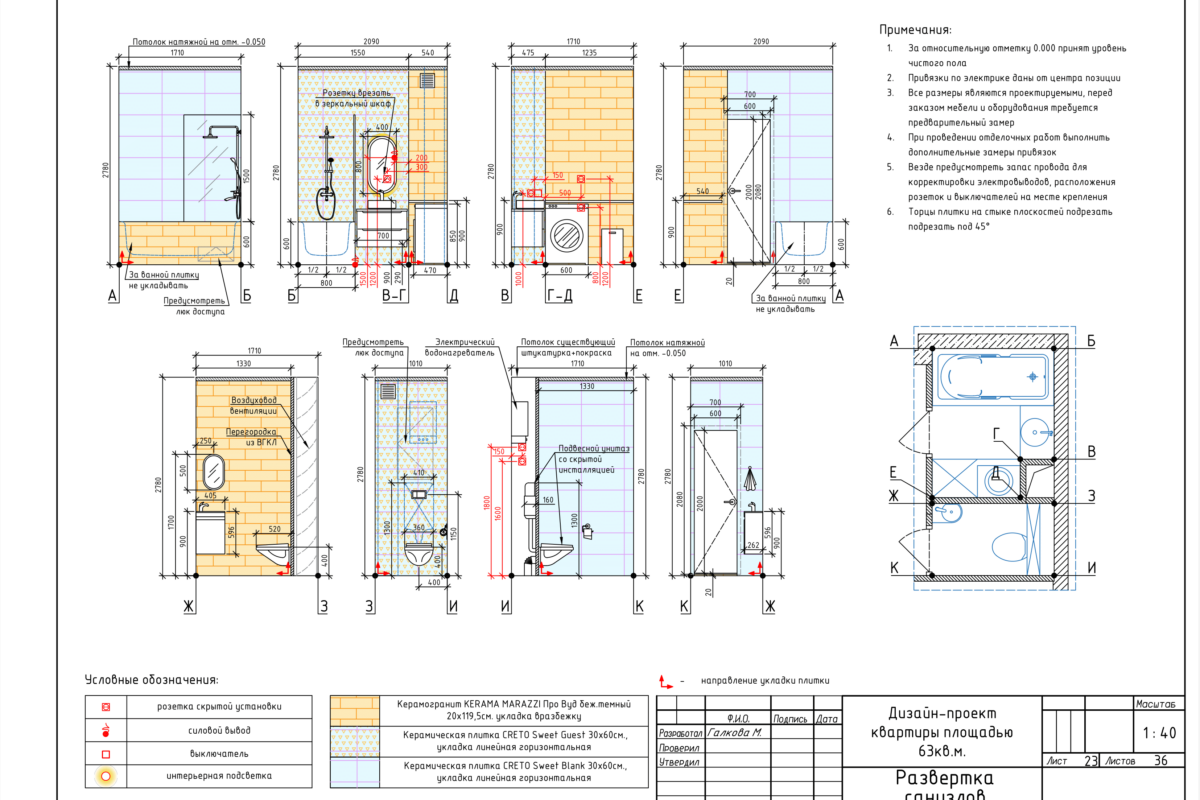 Потолок натяжной на отм. -0.050
1710
2780
1500
600
За ванной плитку
не укладывать
Предусмотреть
люк доступа
А
Б
2090
1550
540
Розетку врезать
в зеркальный шкаф
400
200
300
800
2780
600
700
850
900
1/2
1/2
800
1500
1200
900
290
470
Б
В-Г
Д
1710
475
1235
2780
150
500
900
1000
600
800
1200
В
Г-Д
Е
2090
700
600
2780
540
2000
2080
900
600
20
1/2
1/2
800
За ванной плитку
не укладывать
Е
А
Примечания:
1. За относительную отметку 0.000 принят уровень
чистого пола
2. Привязки по электрике даны от центра позиции
3. Все размеры являются проектируемыми, перед
заказом мебели и оборудования требуется
предварительный замер
4. При проведении отделочных работ выполнить
дополнительные замеры привязок
5. Везде предусмотреть запас провода для
корректировки электровыводов, расположения
розеток и выключателей на месте крепления
6. Торцы плитки на стыке плоскостей подрезать
подрезать под 45°
1710
1330
Воздуховод
вентиляции
Перегородка
из ВГКЛ
250
500
2780
405
1700
900
596
520
400
Ж
З
Предусмотреть
люк доступа
Электрический
водонагреватель
1010
2780
410
1300
360
1150
400
400
З
И
Потолок существующий
штукатурка+покраска
Потолок натяжной
на отм. -0.050
1710
1330
150
Подвесной унитаз
со скрытой
инсталяцией
2780
1800
1600
160
1300
И
К
1010
700
600
2780
2080
2000
596
900
262
20
К
Ж
А
Б
Г
В
Д
Е
Ж
З
К
И
Условные обозначения:
розетка скрытой установки
силовой вывод
выключатель
интерьерная подсветка
Керамогранит KERAMA MARAZZI Про Вуд беж.темный
20х119,5см. укладка вразбежку
Керамическая плитка CRETO Sweet Guest 30х60см.,
укладка линейная горизонтальная
Керамическая плитка CRETO Sweet Blank 30х60см.,
укладка линейная горизонтальная
- направление укладки плитки
Ф.И.О. Подпись Дата
Разработал Галкова М.
Проверил
Утвердил
Дизайн-проект
квартиры площадью
63кв.м.
Масштаб
1 : 40
Лист 23 Листов 36
Развертка
санузлов